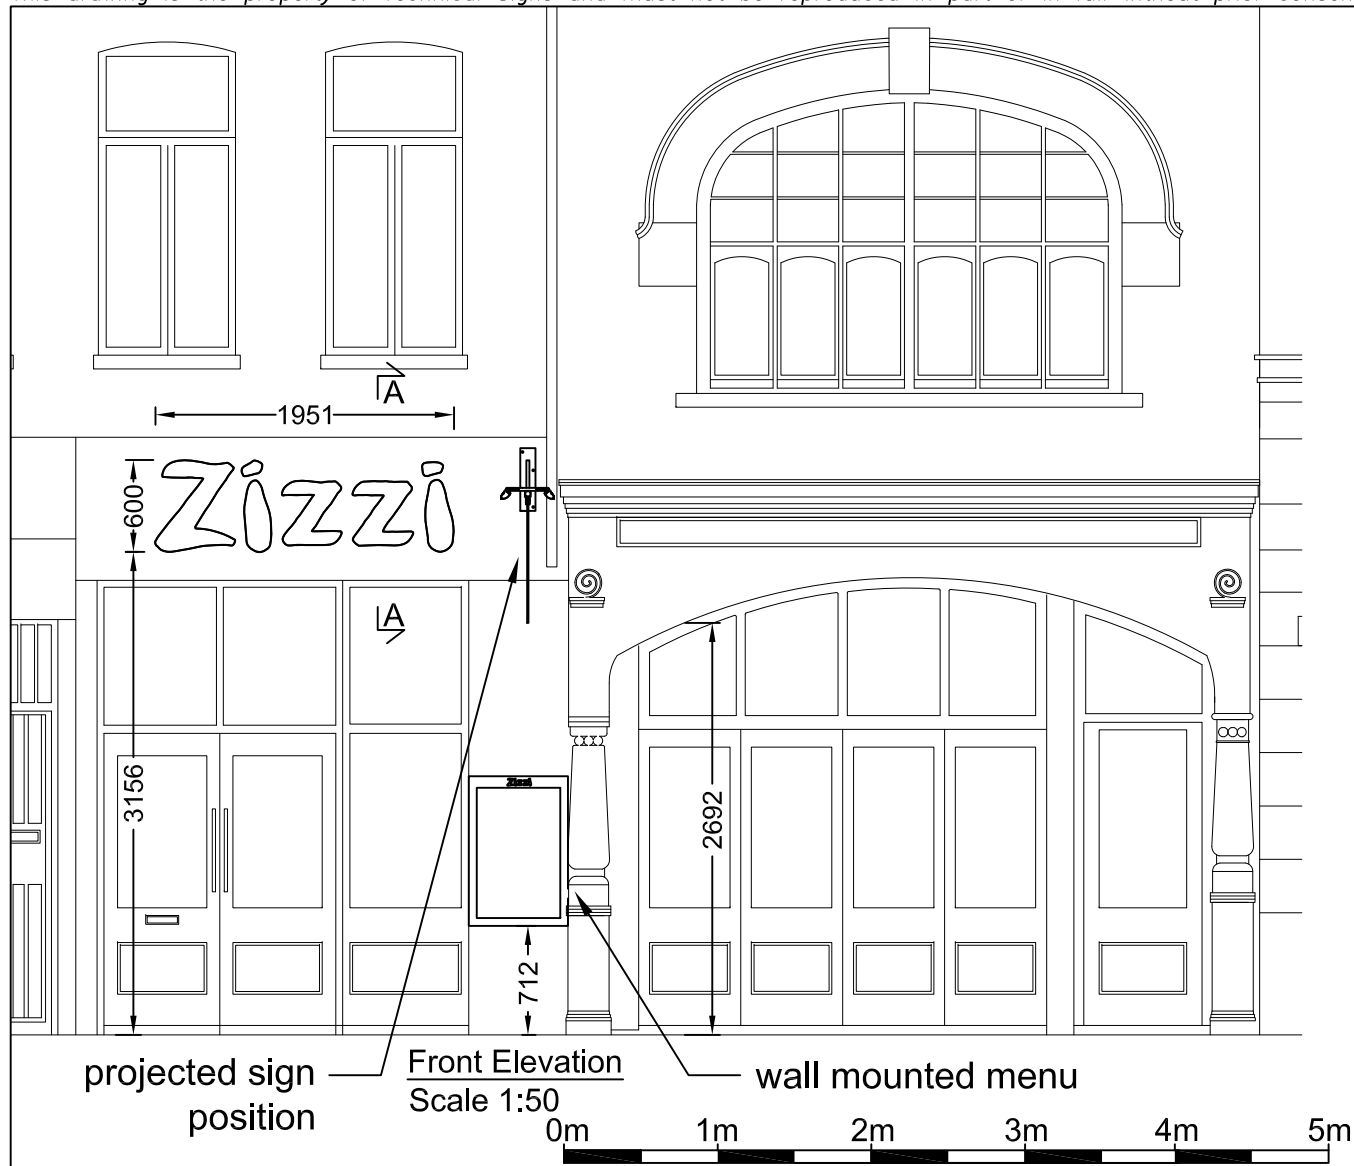 This drawing is the property of Technical Signs and must not be reproduced in part or in full without prior consent
A
1951
600
Zizzi
A
3156
Zizzi
2692
712
projected sign
position
Front Elevation
Scale 1:50
wall mounted menu
0m 1m 2m 3m 4m 5m